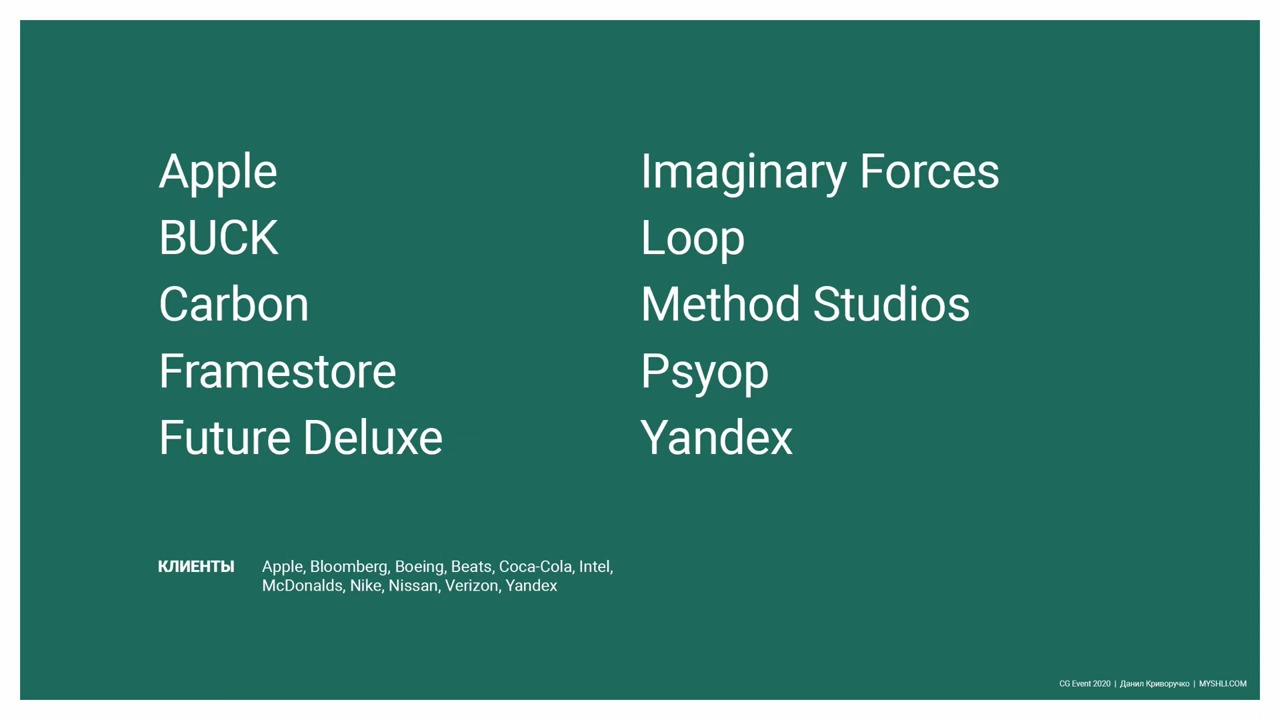 Apple
BUCK
Carbon
Framestore
Future Deluxe
Imaginary Forces
Loop
Method Studios
Psyop
Yandex
КЛИЕНТЫ Apple, Bloomberg, Boeing, Beats, Coca-Cola, Intel,
McDonalds, Nike, Nissan, Verizon, Yandex
CG Event 2020 | Данил Криворучко | MYSHLI.COM